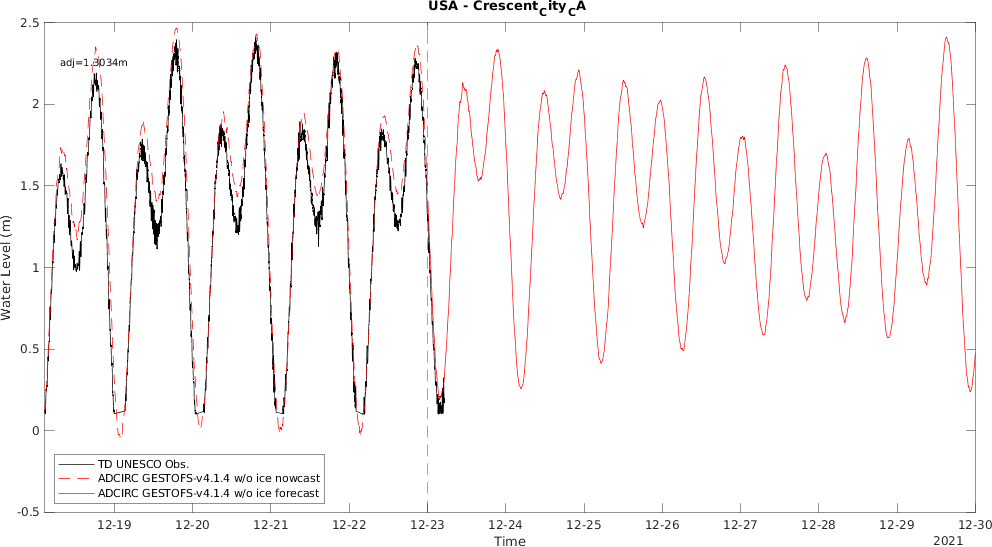 USA - CrescentCityCA
adj=1.3034m
2.5
2
1.5
1
0.5
0
-0.5
Water Level (m)
TD UNESCO Obs.
ADCIRC GESTOFS-v4.1.4 w/o ice nowcast
ADCIRC GESTOFS-v4.1.4 w/o ice forecast
12-19 12-20 12-21 12-22 12-23 12-24 12-25 12-26 12-27 12-28 12-29 12-30
Time
2021